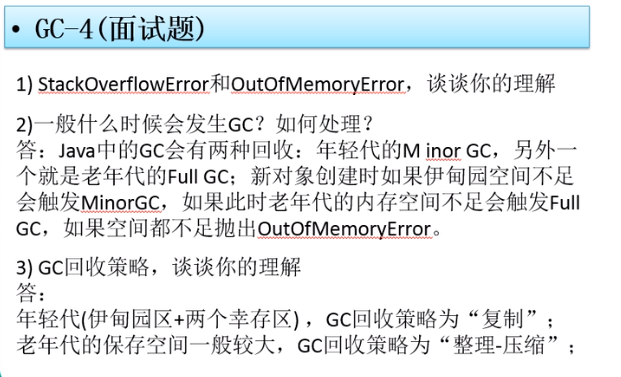 • GC-4(面试题)
1) StackOverflowError和OutOfMemoryError，谈谈你的理解
2)一般什么时候会发生GC？如何处理？
答：Java中的GC会有两种回收：年轻代的M inor GC，另外一
个就是老年代的Full GC；新对象创建时如果伊甸园空间不足
会触发MinorGC，如果此时老年代的内存空间不足会触发Full
GC，如果空间都不足抛出OutOfMemoryError。
3) GC回收策略，谈谈你的理解
答：
年轻代(伊甸园区+两个幸存区)，GC回收策略为“复制”；
老年代的保存空间一般较大，GC回收策略为“整理-压缩”；